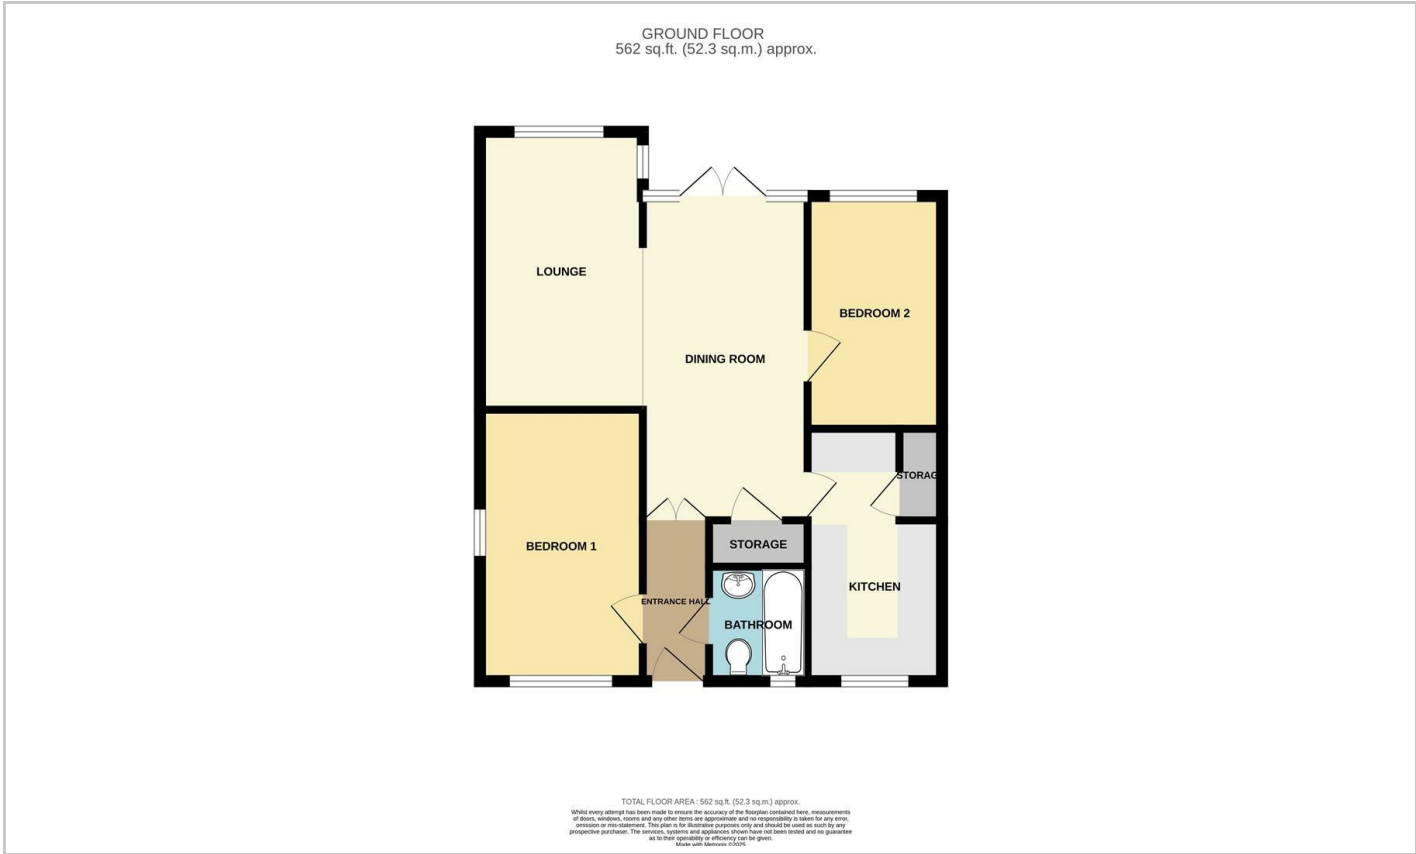 GROUND FLOOR
562 sq.ft. (52.3 sq.m.) approx.
LOUNGE
BEDROOM 2
DINING ROOM
STORAG
BEDROOM 1
STORAGE
KITCHEN
ENTRANCE HALL
BATHROOM
TOTAL FLOOR AREA : 562 sq.ft. (52.3 sq.m.) approx.
Whilst every attempt has been made to ensure the accuracy of the floorplan contained here, measurements
of doors, windows, rooms and any other items are approximate and no responsibility is taken for any error,
omission or mis-statement. This plan is for illustrative purposes only and should be used as such by any
prospective purchaser. The services, systems and appliances shown have not been tested and no guarantee
as to their operability or efficiency can be given.
Made with Metropix ©2025